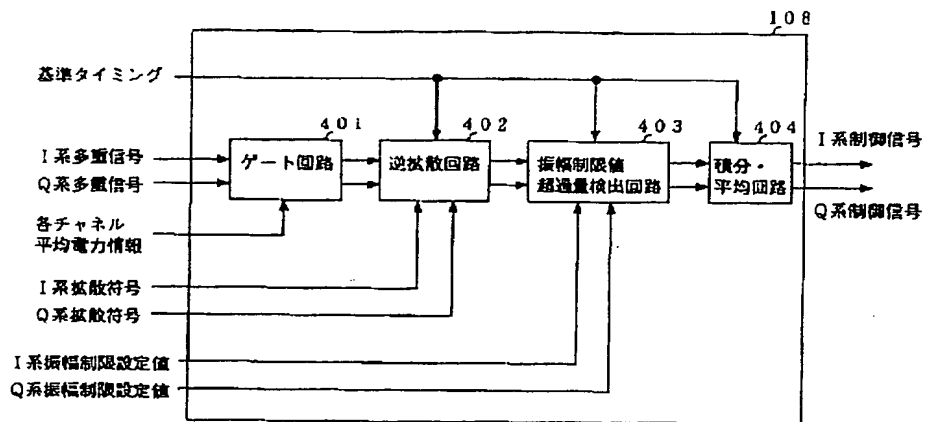 108
基準タイミング
401
402
403
404
I系多重信号
Q系多重信号
ゲート回路
逆拡散回路
振幅制限値
超過量検出回路
積分・
平均回路
I系制御信号
Q系制御信号
各チャネル
平均電力情報
I系拡散符号
Q系拡散符号
I系振幅制限設定値
Q系振幅制限設定値